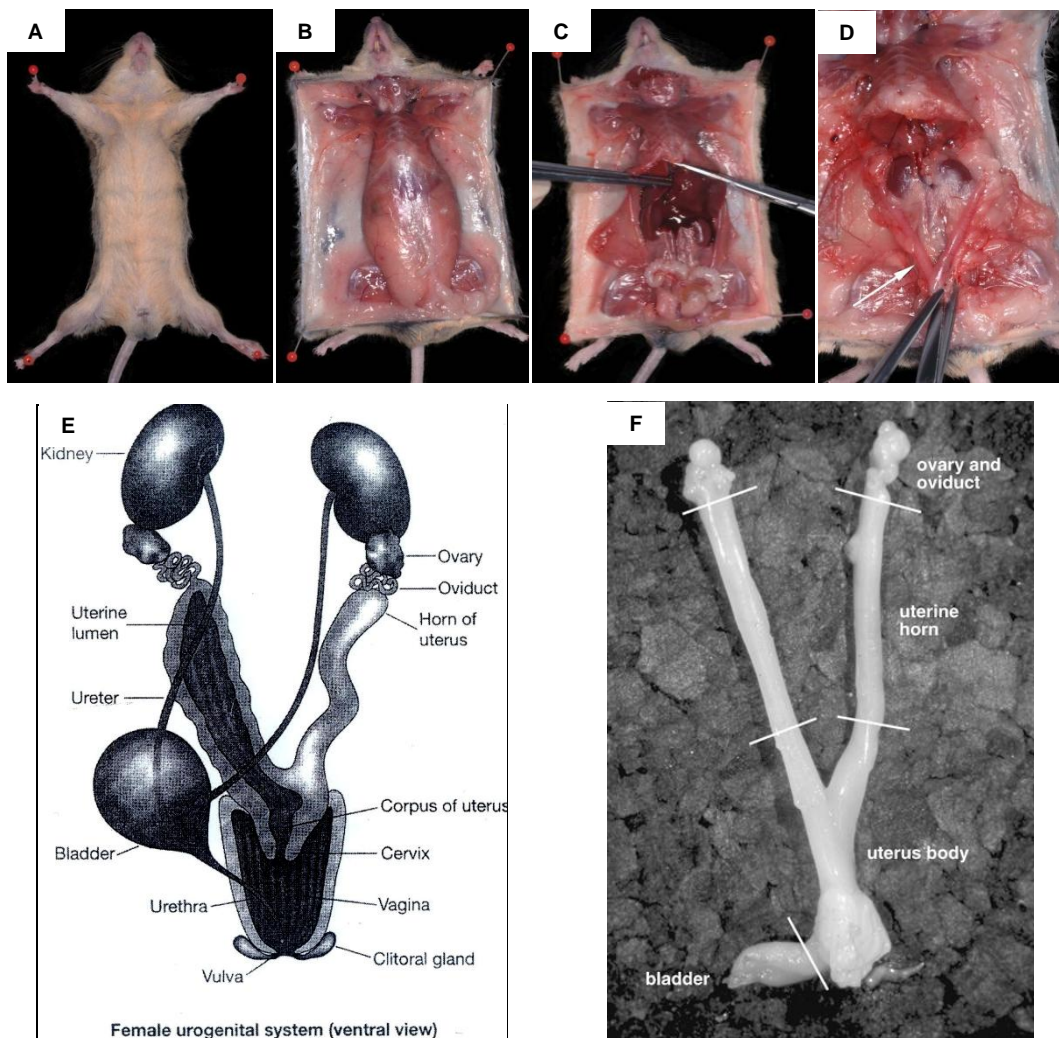 A
B
C
D
E
Kidney
Ovary
Oviduct
Uterine
lumen
Horn of
uterus
Ureter
Corpus of uterus
Bladder
Cervix
Urethra
Vagina
Clitoral gland
Vulva
Female urogenital system (ventral view)
F
ovary and
oviduct
uterine
horn
uterus body
bladder